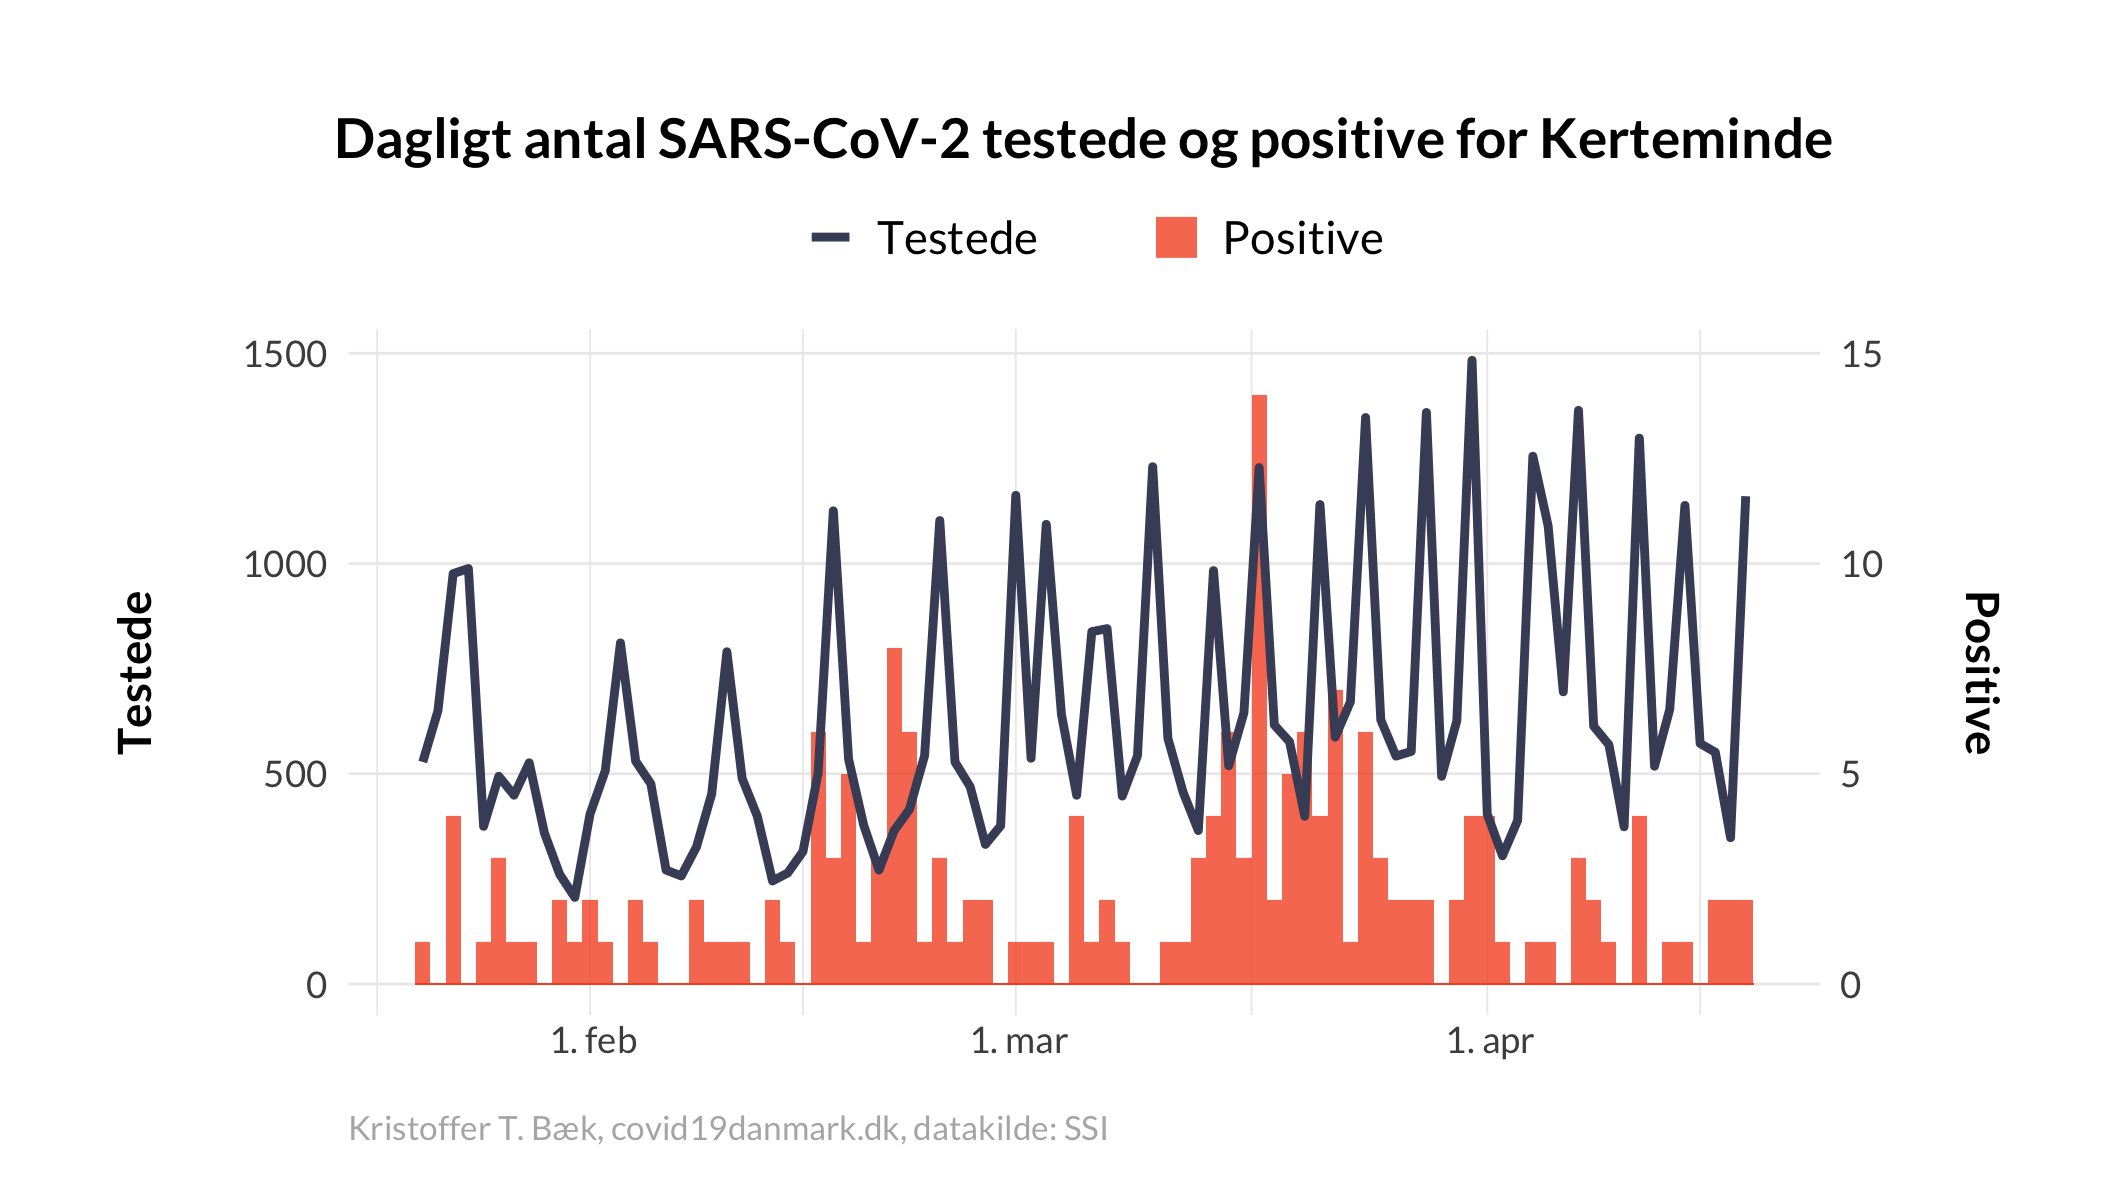 Dagligt antal SARS-CoV-2 testede og positive for Kerteminde
Testede
Positive
1500
1000
500
0
Testede
15
10
5
0
Positive
1. feb
1. mar
1. apr
Kristoffer T. Bæk, covid19danmark.dk, datakilde: SSI